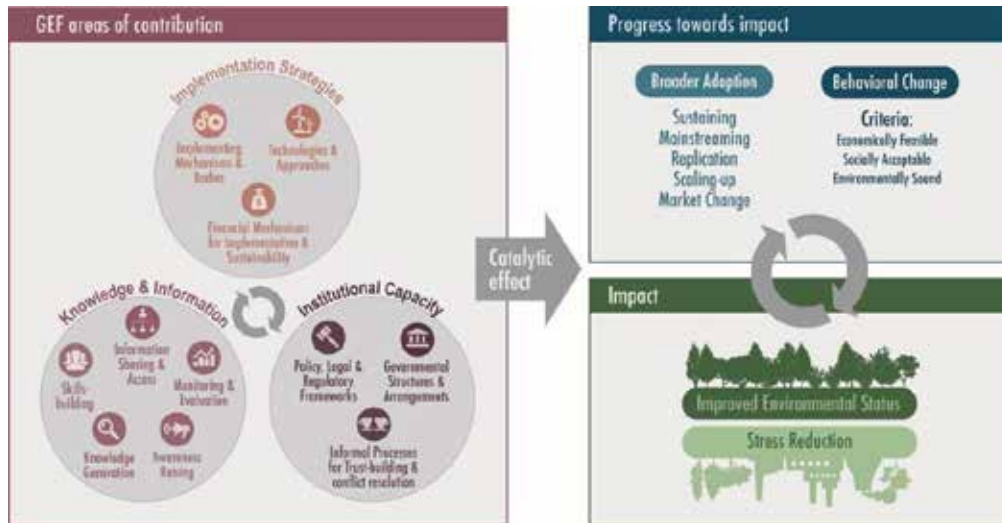 GEF areas of contribution
Implementation Strategies
Implementing
Mechanisms &
Bodies
Technologies &
Approaches
Financial Mechanisms
for Implementation &
Sustainability
Knowledge & Information
Information
Sharing &
Access
Skills-
building
Monitoring &
Evaluation
Knowledge
Generation
Awareness
Raising
Institutional Capacity
Policy, Legal &
Regulatory
Frameworks
Governmental
Structures &
Arrangements
Informal Processes
for Trust-building &
conflict resolution
Catalytic
effect
Progress towards impact
Broader Adoption
Sustaining
Mainstreaming
Replication
Scaling-up
Market Change
Behavioral Change
Criteria:
Economically Feasible
Socially Acceptable
Environmentally Sound
Impact
Improved Environmental Status
Stress Reduction